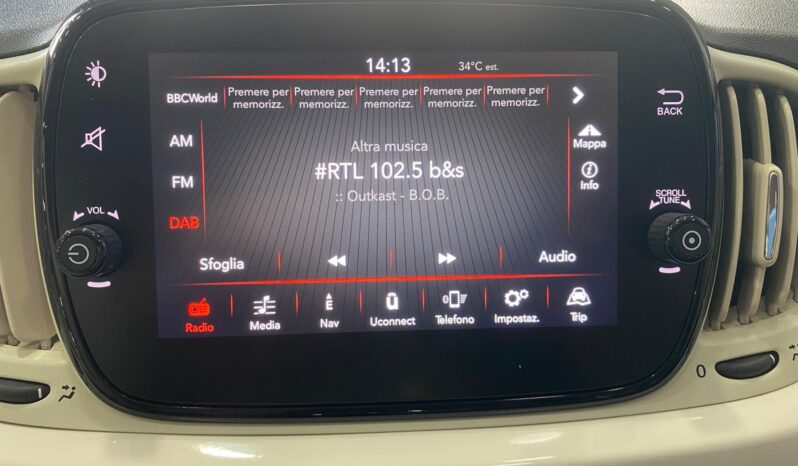 14:13 34°C est.
BBCWorld Premere per memorizz. Premere per memorizz. Premere per memorizz. Premere per memorizz. Premere per memorizz.
AM
FM
DAB
Altra musica
#RTL 102.5 b&s
:: Outkast - B.O.B.
Mappa
Info
Sfoglia
Audio
Radio
Media
Nav
Uconnect
Telefono
Impostaz.
Trip
VOL
BACK
SCROLL
TUNE
0